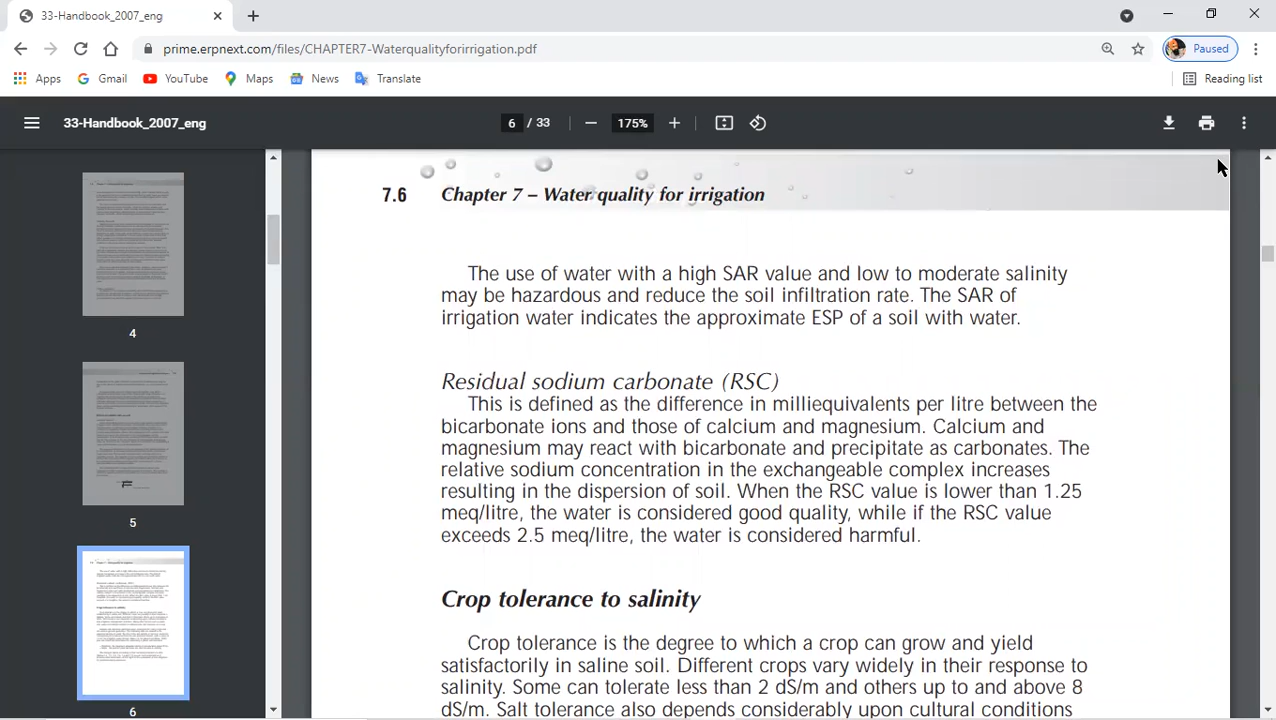 33-Handbook_2007_eng
prime.erpnext.com/files/CHAPTER7-Waterqualityforirrigation.pdf
Paused
Apps
Gmail
YouTube
Maps
News
Translate
Reading list
33-Handbook_2007_eng
6 / 33
175%
4
5
6
7.6 Chapter 7 – Water quality for irrigation
The use of water with a high SAR value and low to moderate salinity
may be hazardous and reduce the soil infiltration rate. The SAR of
irrigation water indicates the approximate ESP of a soil with water.
Residual sodium carbonate (RSC)
This is defined as the difference in milliequivalents per litre between the
bicarbonate ions and those of calcium and magnesium. Calcium and
magnesium may react with bicarbonate and precipitate as carbonates. The
relative sodium concentration in the exchangeable complex increases
resulting in the dispersion of soil. When the RSC value is lower than 1.25
meq/litre, the water is considered good quality, while if the RSC value
exceeds 2.5 meq/litre, the water is considered harmful.
Crop tolerance to salinity
Crop tolerance is the degree to which a crop can grow and yield
satisfactorily in saline soil. Different crops vary widely in their response to
salinity. Some can tolerate less than 2 dS/m and others up to and above 8
dS/m. Salt tolerance also depends considerably upon cultural conditions